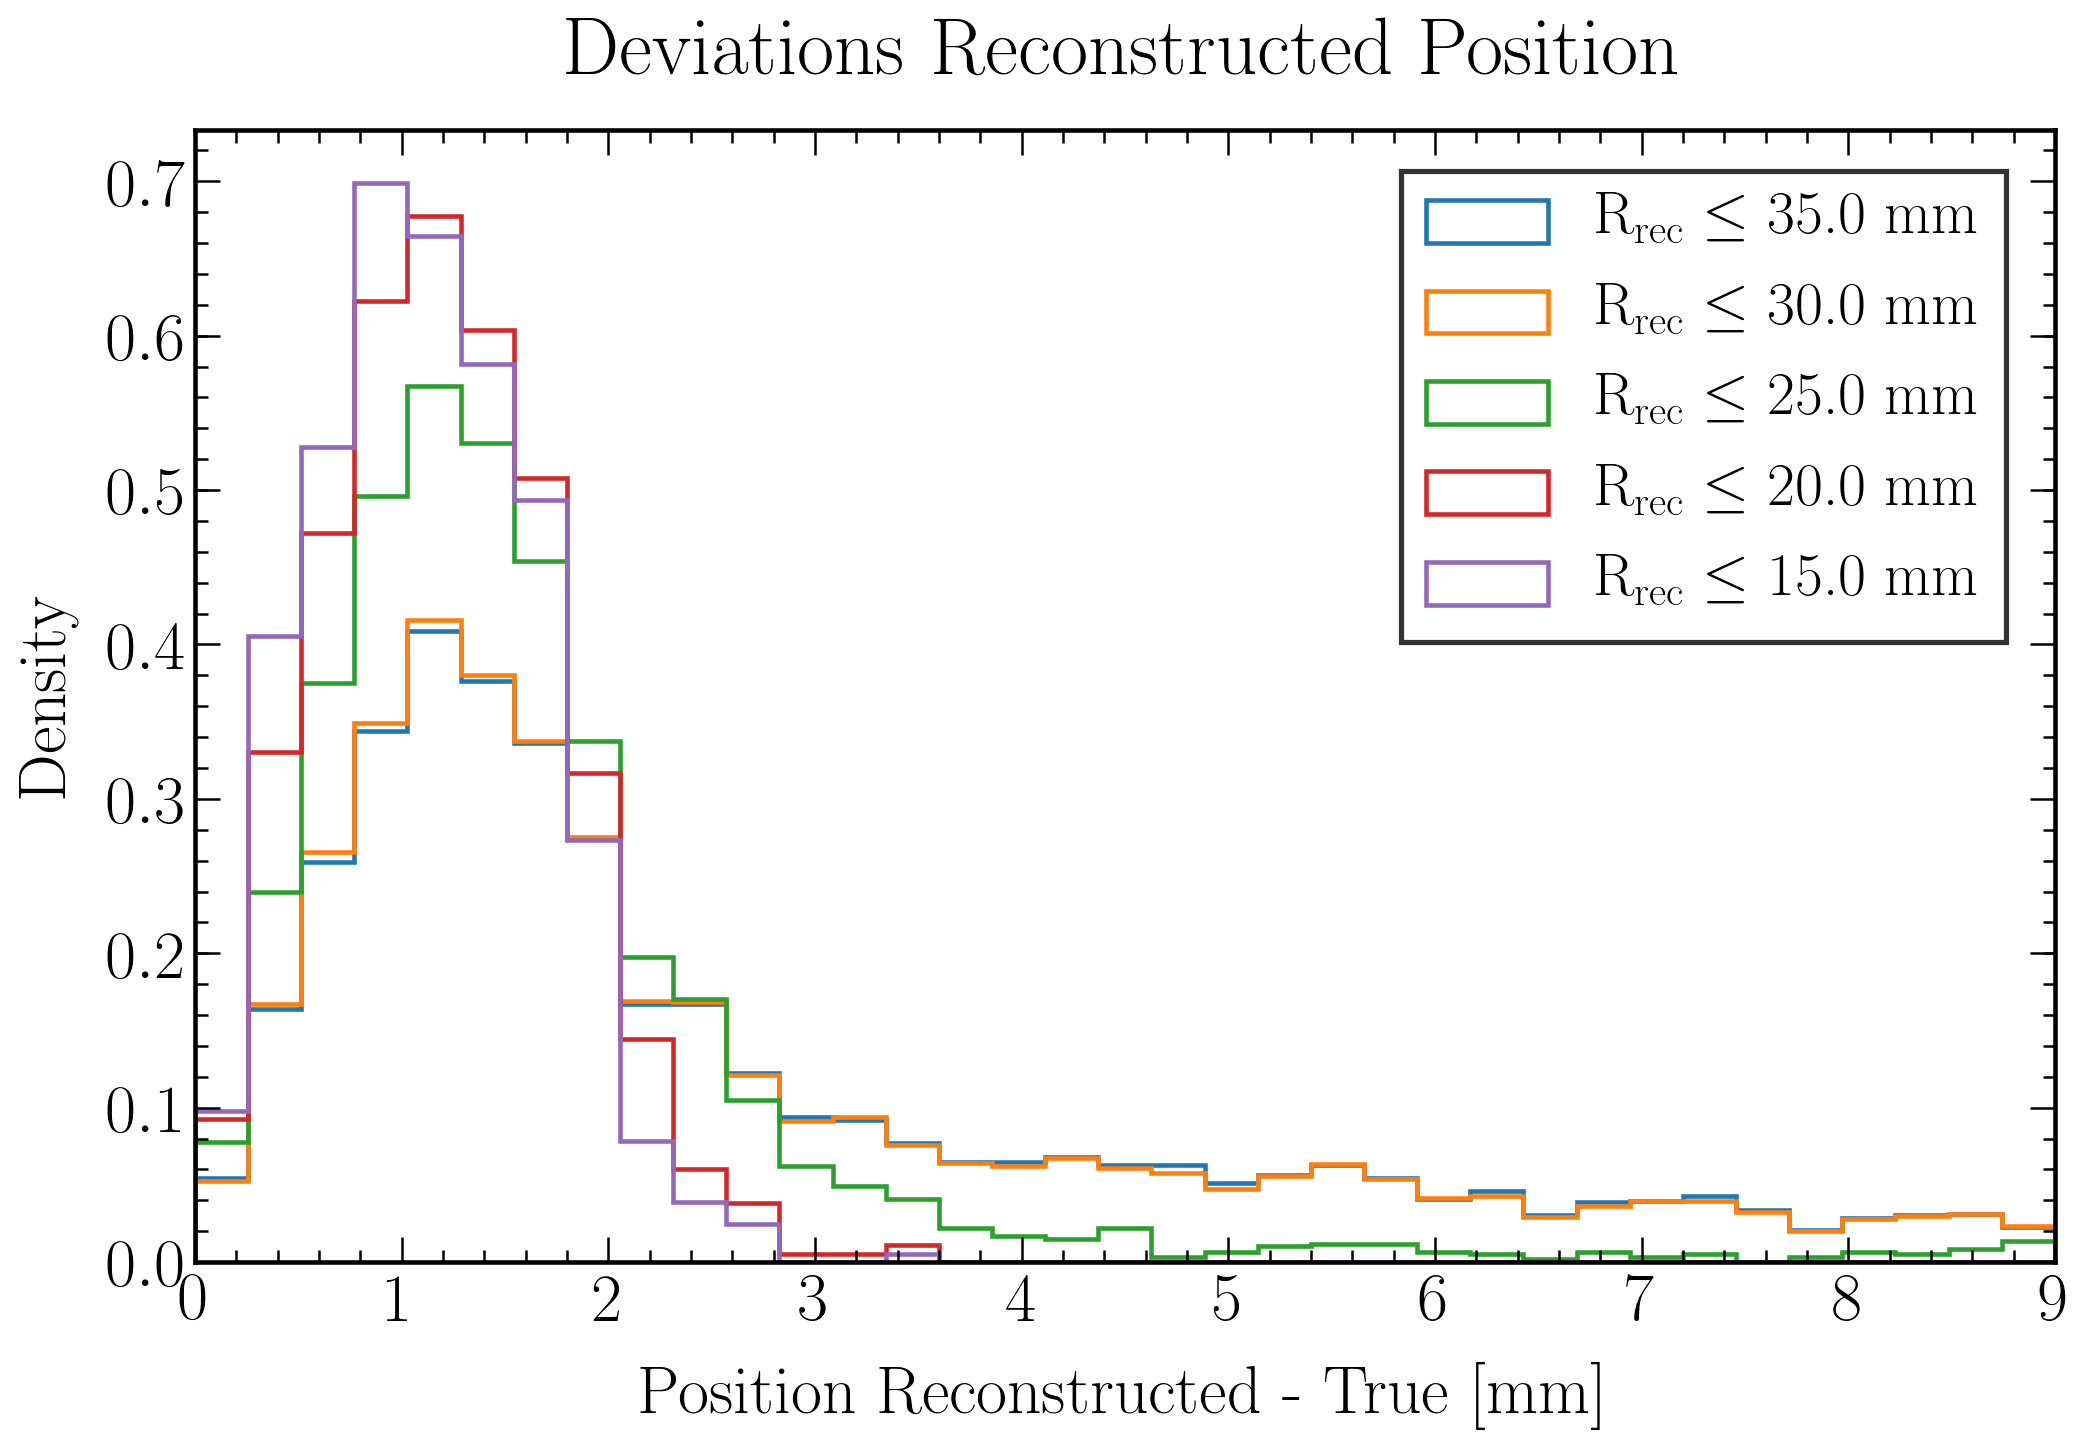 Deviations Reconstructed Position
0.7
0.6
0.5
0.4
0.3
0.2
0.1
0.0
Density
R_rec ≤ 35.0 mm
R_rec ≤ 30.0 mm
R_rec ≤ 25.0 mm
R_rec ≤ 20.0 mm
R_rec ≤ 15.0 mm
0 1 2 3 4 5 6 7 8 9
Position Reconstructed - True [mm]